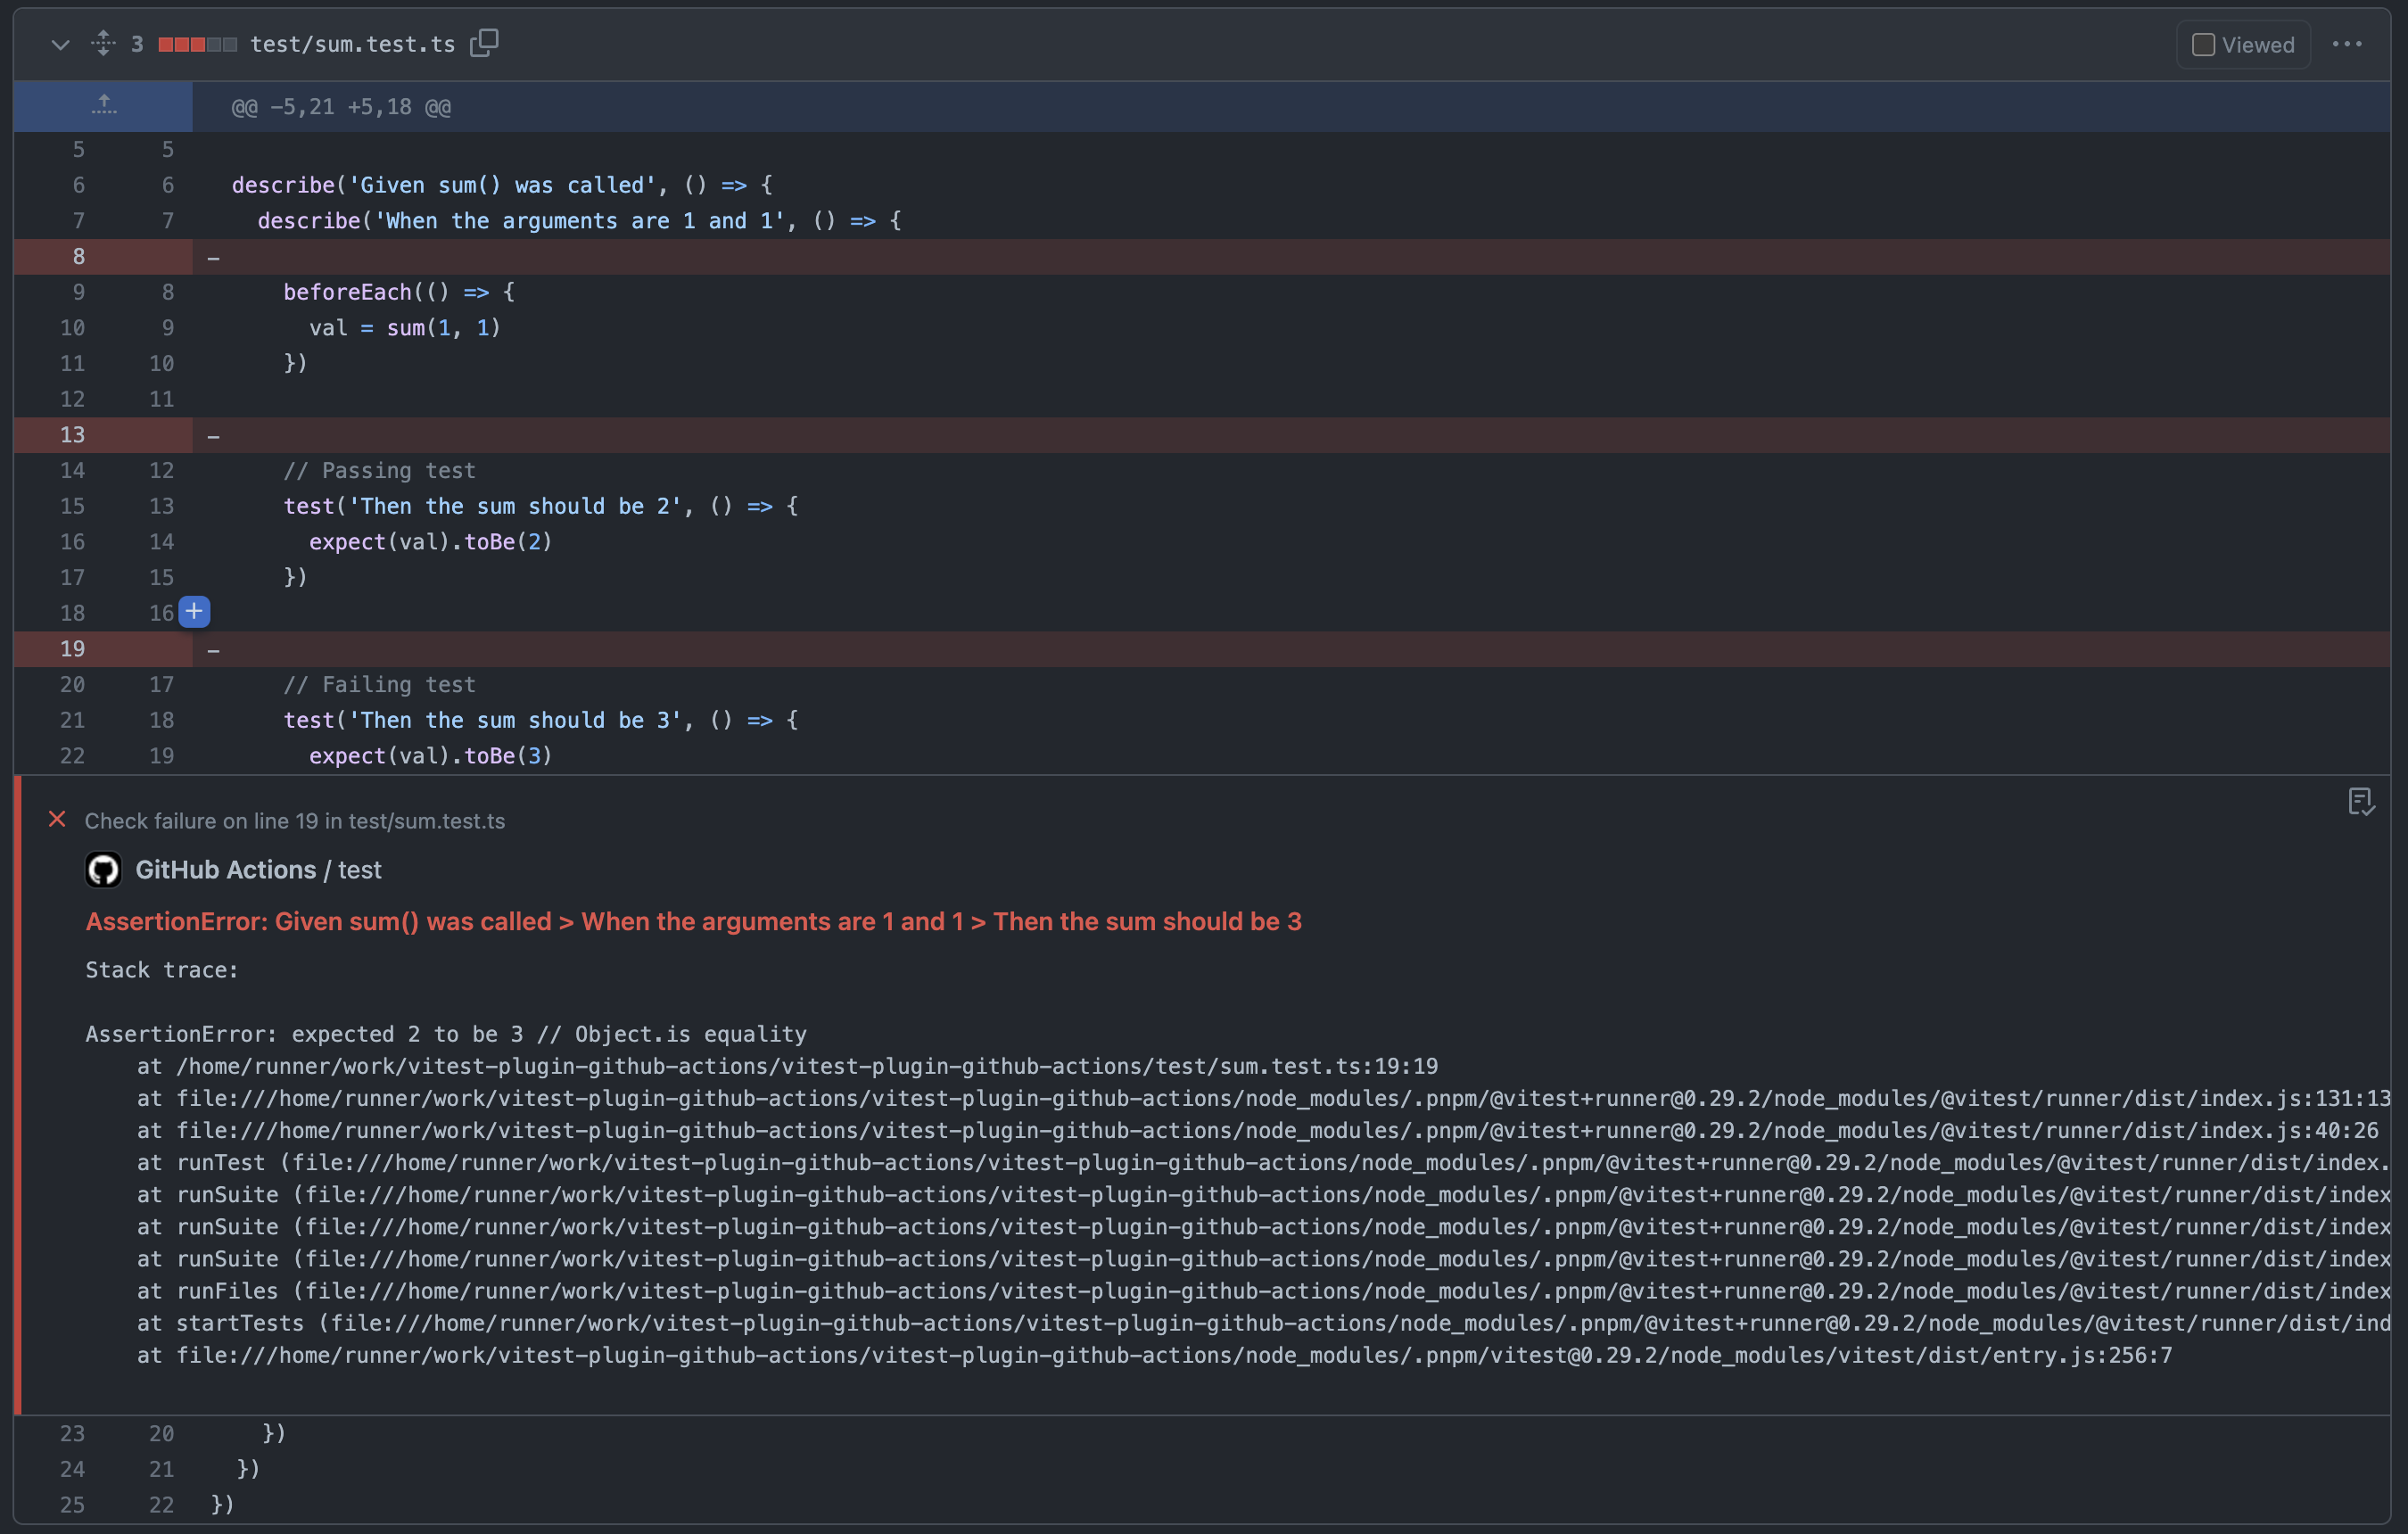 3 test/sum.test.ts Viewed
@@ -5,21 +5,18 @@
5 5
6 6 describe('Given sum() was called', () => {
7 7 describe('When the arguments are 1 and 1', () => {
8 -
9 8 beforeEach(() => {
10 9 val = sum(1, 1)
11 10 })
12 11
13 -
14 12 // Passing test
15 13 test('Then the sum should be 2', () => {
16 14 expect(val).toBe(2)
17 15 })
18 16 +
19 -
20 17 // Failing test
21 18 test('Then the sum should be 3', () => {
22 19 expect(val).toBe(3)
Check failure on line 19 in test/sum.test.ts
GitHub Actions / test
AssertionError: Given sum() was called > When the arguments are 1 and 1 > Then the sum should be 3
Stack trace:
AssertionError: expected 2 to be 3 // Object.is equality
at /home/runner/work/vitest-plugin-github-actions/vitest-plugin-github-actions/test/sum.test.ts:19:19
at file:///home/runner/work/vitest-plugin-github-actions/vitest-plugin-github-actions/node_modules/.pnpm/@vitest+runner@0.29.2/node_modules/@vitest/runner/dist/index.js:131:13
at file:///home/runner/work/vitest-plugin-github-actions/vitest-plugin-github-actions/node_modules/.pnpm/@vitest+runner@0.29.2/node_modules/@vitest/runner/dist/index.js:40:26
at runTest (file:///home/runner/work/vitest-plugin-github-actions/vitest-plugin-github-actions/node_modules/.pnpm/@vitest+runner@0.29.2/node_modules/@vitest/runner/dist/index.
at runSuite (file:///home/runner/work/vitest-plugin-github-actions/vitest-plugin-github-actions/node_modules/.pnpm/@vitest+runner@0.29.2/node_modules/@vitest/runner/dist/index
at runSuite (file:///home/runner/work/vitest-plugin-github-actions/vitest-plugin-github-actions/node_modules/.pnpm/@vitest+runner@0.29.2/node_modules/@vitest/runner/dist/index
at runSuite (file:///home/runner/work/vitest-plugin-github-actions/vitest-plugin-github-actions/node_modules/.pnpm/@vitest+runner@0.29.2/node_modules/@vitest/runner/dist/index
at runFiles (file:///home/runner/work/vitest-plugin-github-actions/vitest-plugin-github-actions/node_modules/.pnpm/@vitest+runner@0.29.2/node_modules/@vitest/runner/dist/index
at startTests (file:///home/runner/work/vitest-plugin-github-actions/vitest-plugin-github-actions/node_modules/.pnpm/@vitest+runner@0.29.2/node_modules/@vitest/runner/dist/ind
at file:///home/runner/work/vitest-plugin-github-actions/vitest-plugin-github-actions/node_modules/.pnpm/vitest@0.29.2/node_modules/vitest/dist/entry.js:256:7
23 20 })
24 21 })
25 22 })